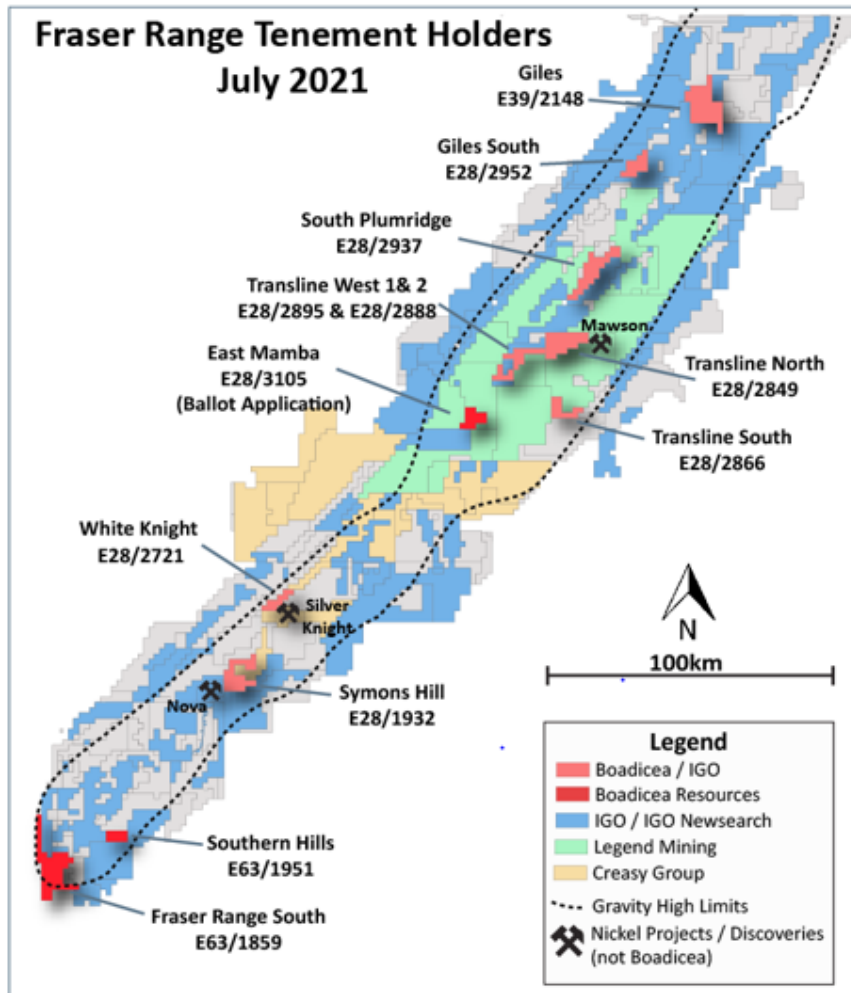 Fraser Range Tenement Holders
July 2021
Giles
E39/2148
Giles South
E28/2952
South Plumridge
E28/2937
Transline West 1& 2
E28/2895 & E28/2888
Mawson
East Mamba
E28/3105
(Ballot Application)
Transline North
E28/2849
Transline South
E28/2866
White Knight
E28/2721
Silver
Knight
N
100km
Symons Hill
E28/1932
Nova
Southern Hills
E63/1951
Fraser Range South
E63/1859
Legend
Boadicea / IGO
Boadicea Resources
IGO / IGO Newsearch
Legend Mining
Creasy Group
Gravity High Limits
Nickel Projects / Discoveries
(not Boadicea)